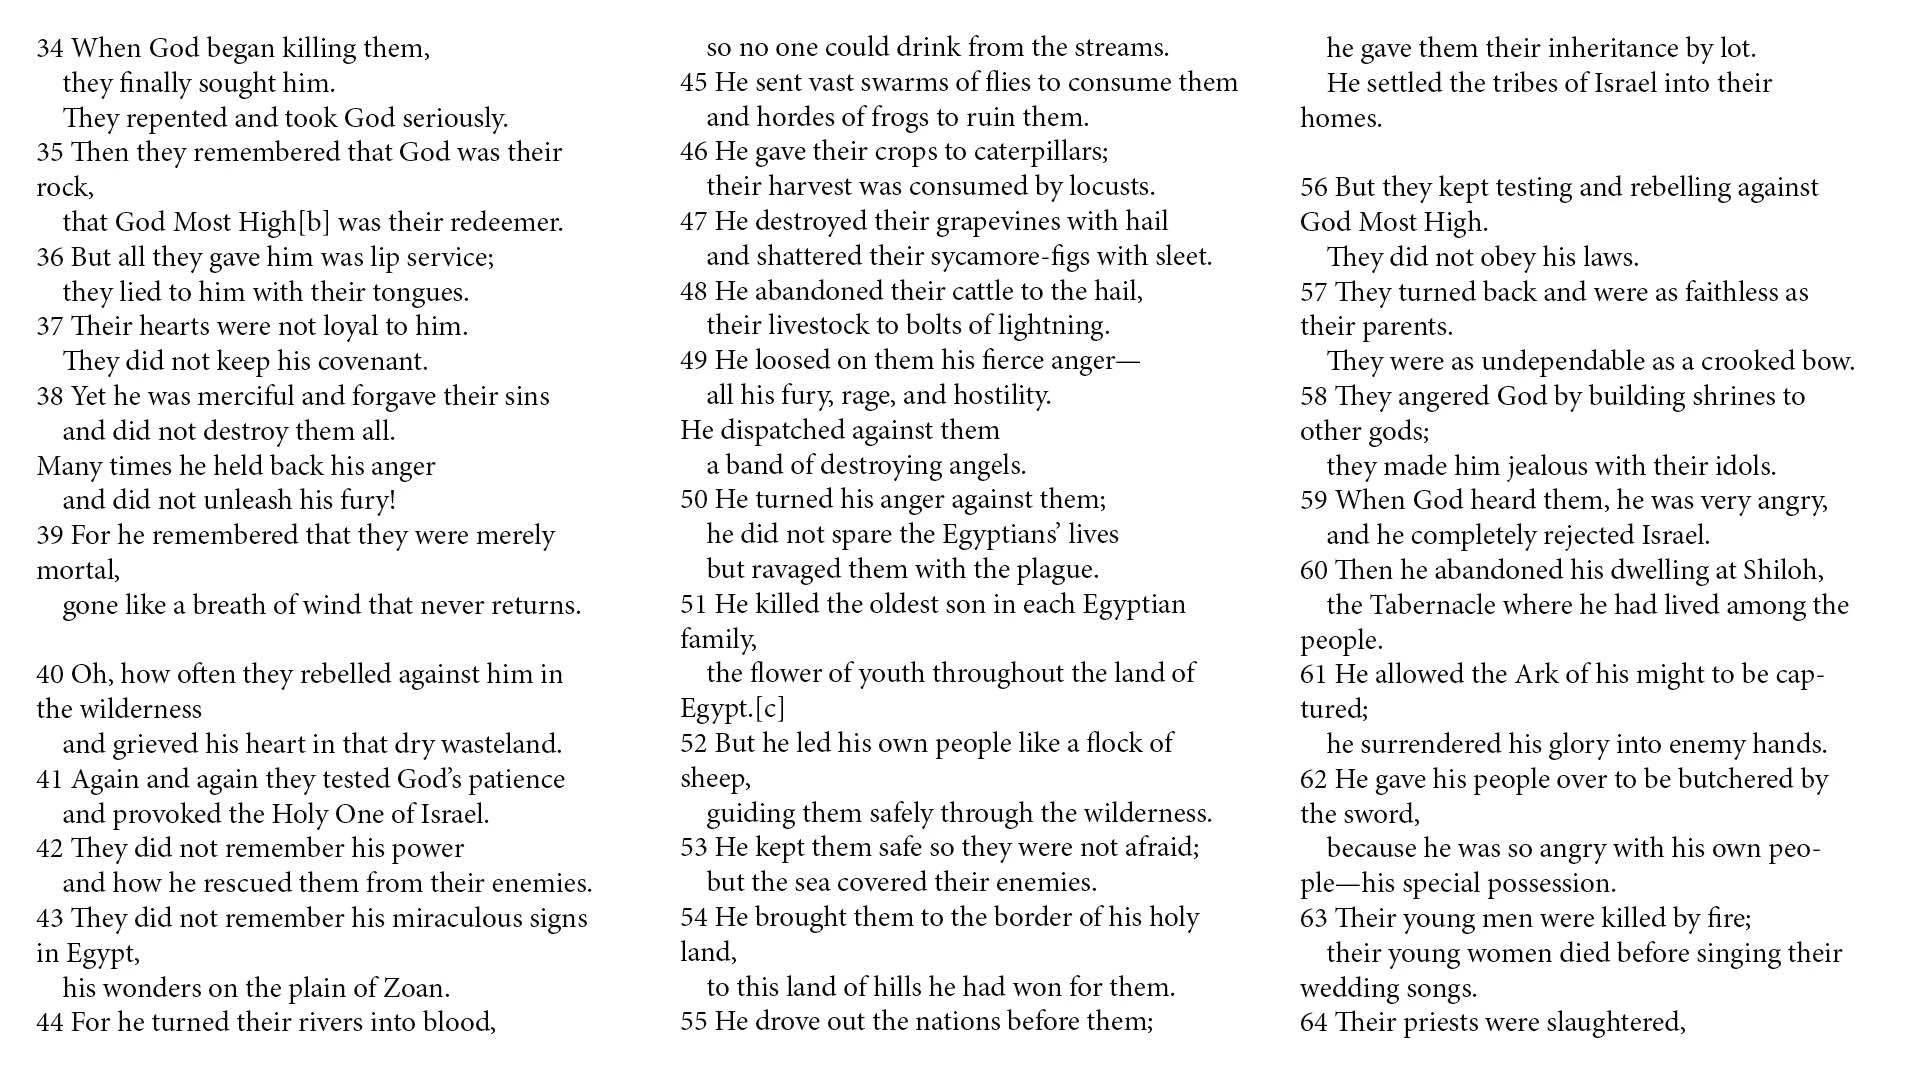 34 When God began killing them,
they finally sought him.
They repented and took God seriously.
35 Then they remembered that God was their
rock,
that God Most High[b] was their redeemer.
36 But all they gave him was lip service;
they lied to him with their tongues.
37 Their hearts were not loyal to him.
They did not keep his covenant.
38 Yet he was merciful and forgave their sins
and did not destroy them all.
Many times he held back his anger
and did not unleash his fury!
39 For he remembered that they were merely
mortal,
gone like a breath of wind that never returns.
40 Oh, how often they rebelled against him in
the wilderness
and grieved his heart in that dry wasteland.
41 Again and again they tested God’s patience
and provoked the Holy One of Israel.
42 They did not remember his power
and how he rescued them from their enemies.
43 They did not remember his miraculous signs
in Egypt,
his wonders on the plain of Zoan.
44 For he turned their rivers into blood,
so no one could drink from the streams.
45 He sent vast swarms of flies to consume them
and hordes of frogs to ruin them.
46 He gave their crops to caterpillars;
their harvest was consumed by locusts.
47 He destroyed their grapevines with hail
and shattered their sycamore-figs with sleet.
48 He abandoned their cattle to the hail,
their livestock to bolts of lightning.
49 He loosed on them his fierce anger—
all his fury, rage, and hostility.
He dispatched against them
a band of destroying angels.
50 He turned his anger against them;
he did not spare the Egyptians’ lives
but ravaged them with the plague.
51 He killed the oldest son in each Egyptian
family,
the flower of youth throughout the land of
Egypt.[c]
52 But he led his own people like a flock of
sheep,
guiding them safely through the wilderness.
53 He kept them safe so they were not afraid;
but the sea covered their enemies.
54 He brought them to the border of his holy
land,
to this land of hills he had won for them.
55 He drove out the nations before them;
he gave them their inheritance by lot.
He settled the tribes of Israel into their
homes.
56 But they kept testing and rebelling against
God Most High.
They did not obey his laws.
57 They turned back and were as faithless as
their parents.
They were as undependable as a crooked bow.
58 They angered God by building shrines to
other gods;
they made him jealous with their idols.
59 When God heard them, he was very angry,
and he completely rejected Israel.
60 Then he abandoned his dwelling at Shiloh,
the Tabernacle where he had lived among the
people.
61 He allowed the Ark of his might to be cap-
tured;
he surrendered his glory into enemy hands.
62 He gave his people over to be butchered by
the sword,
because he was so angry with his own peo-
ple—his special possession.
63 Their young men were killed by fire;
their young women died before singing their
wedding songs.
64 Their priests were slaughtered,